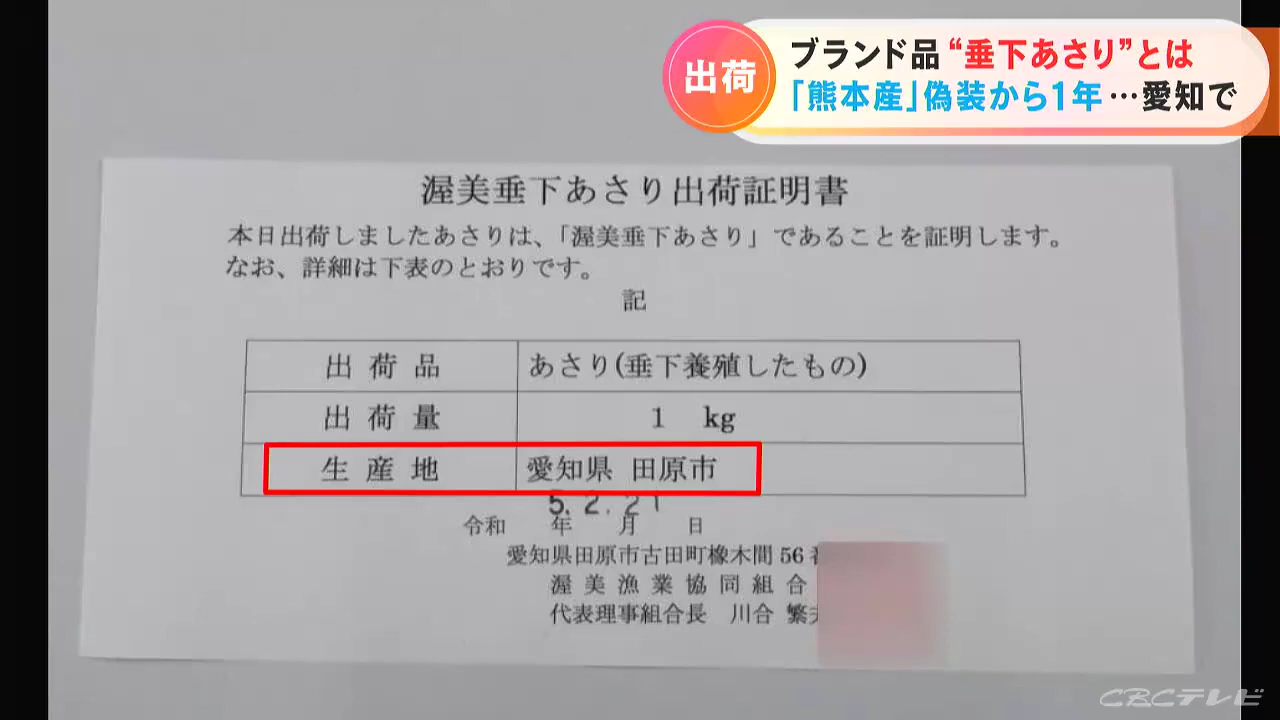 出荷
ブランド品“垂下あさり”とは
「熊本産」偽装から1年…愛知で
渥美垂下あさり出荷証明書
本日出荷しましたあさりは、「渥美垂下あさり」であることを証明します。
なお、詳細は下表のとおりです。
記
出荷品 あさり(垂下養殖したもの)
出荷量 1 kg
生産地 愛知県 田原市
5. 2. 21
令和 年 月 日
愛知県田原市古田町橡木間 56
渥美漁業協同組合
代表理事組合長 川合 繁
CBCテレビ